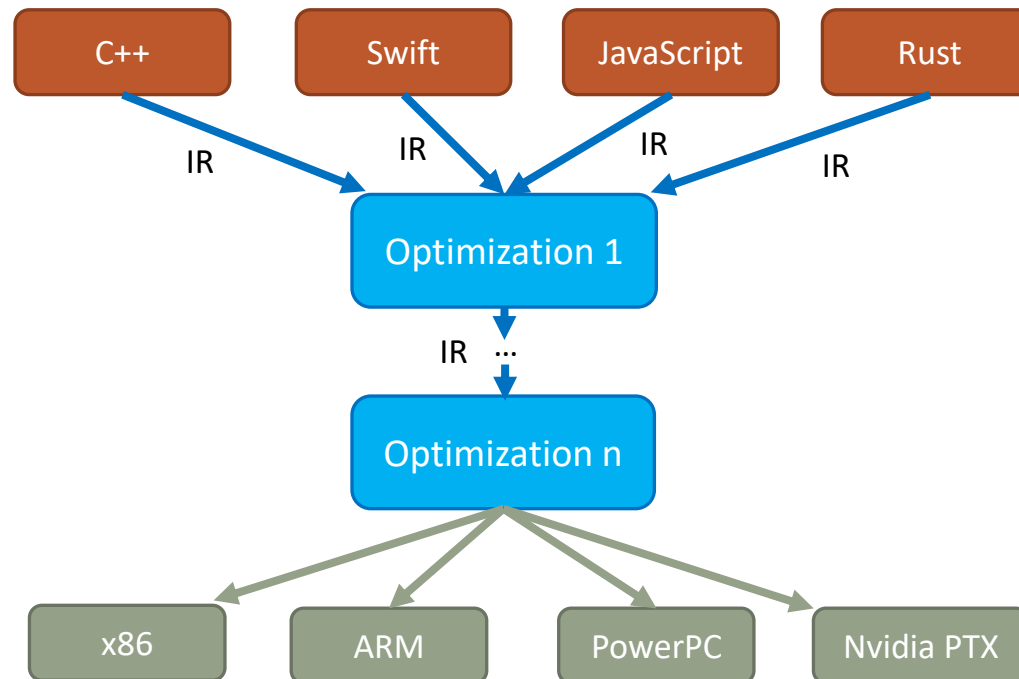 C++
Swift
JavaScript
Rust
IR
IR
IR
IR
Optimization 1
IR ...
Optimization n
x86
ARM
PowerPC
Nvidia PTX